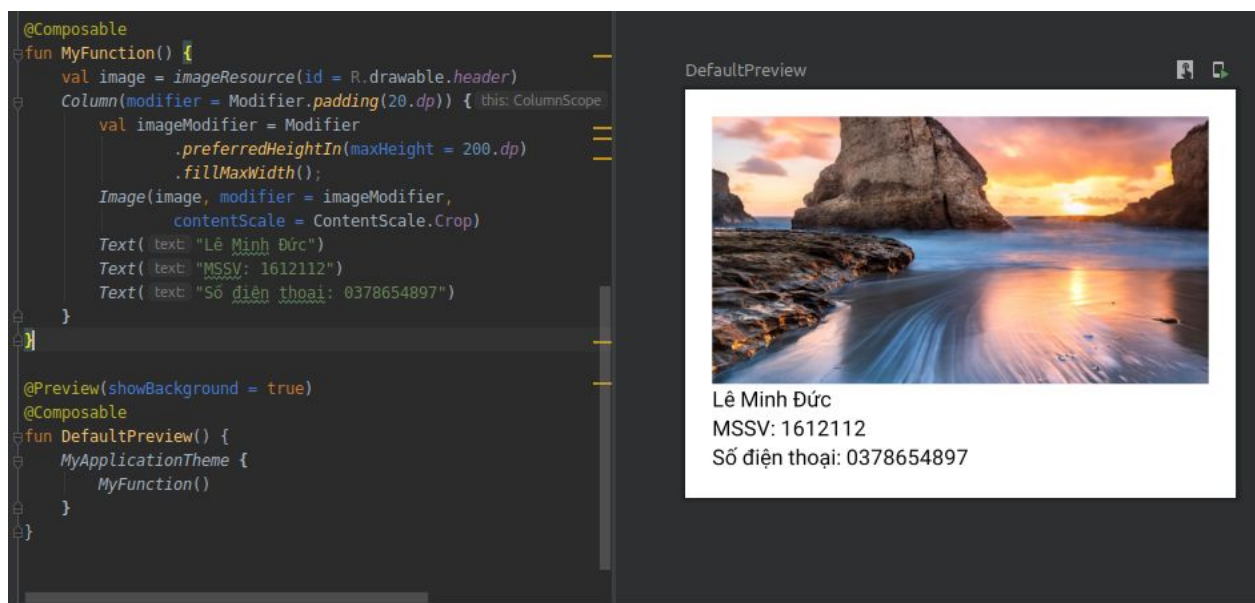 @Composable
fun MyFunction() {
val image = imageResource(id = R.drawable.header)
Column(modifier = Modifier.padding(20.dp)) { this: ColumnScope
val imageModifier = Modifier
.preferredHeightIn(maxHeight = 200.dp)
.fillMaxWidth();
Image(image, modifier = imageModifier,
contentScale = ContentScale.Crop)
Text( text: "Lê Minh Đức")
Text( text: "MSSV: 1612112")
Text( text: "Số điện thoại: 0378654897")
}
}
@Preview(showBackground = true)
@Composable
fun DefaultPreview() {
MyApplicationTheme {
MyFunction()
}
}
DefaultPreview
Lê Minh Đức
MSSV: 1612112
Số điện thoại: 0378654897